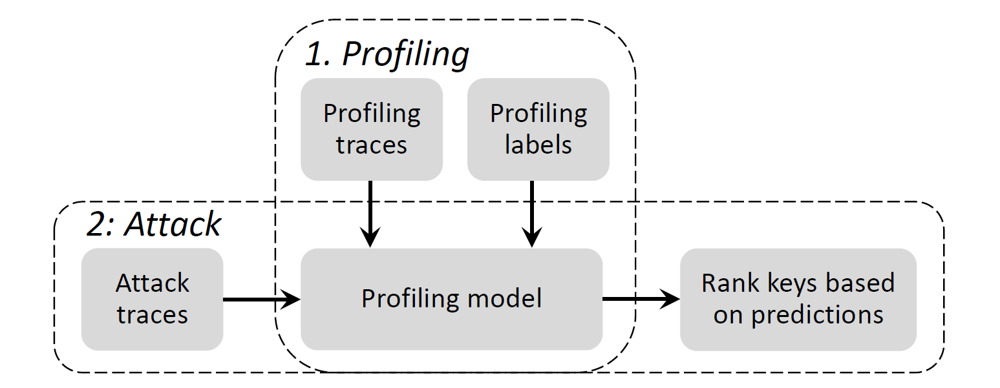 1. Profiling
Profiling
traces
Profiling
labels
2: Attack
Attack
traces
Profiling model
Rank keys based
on predictions